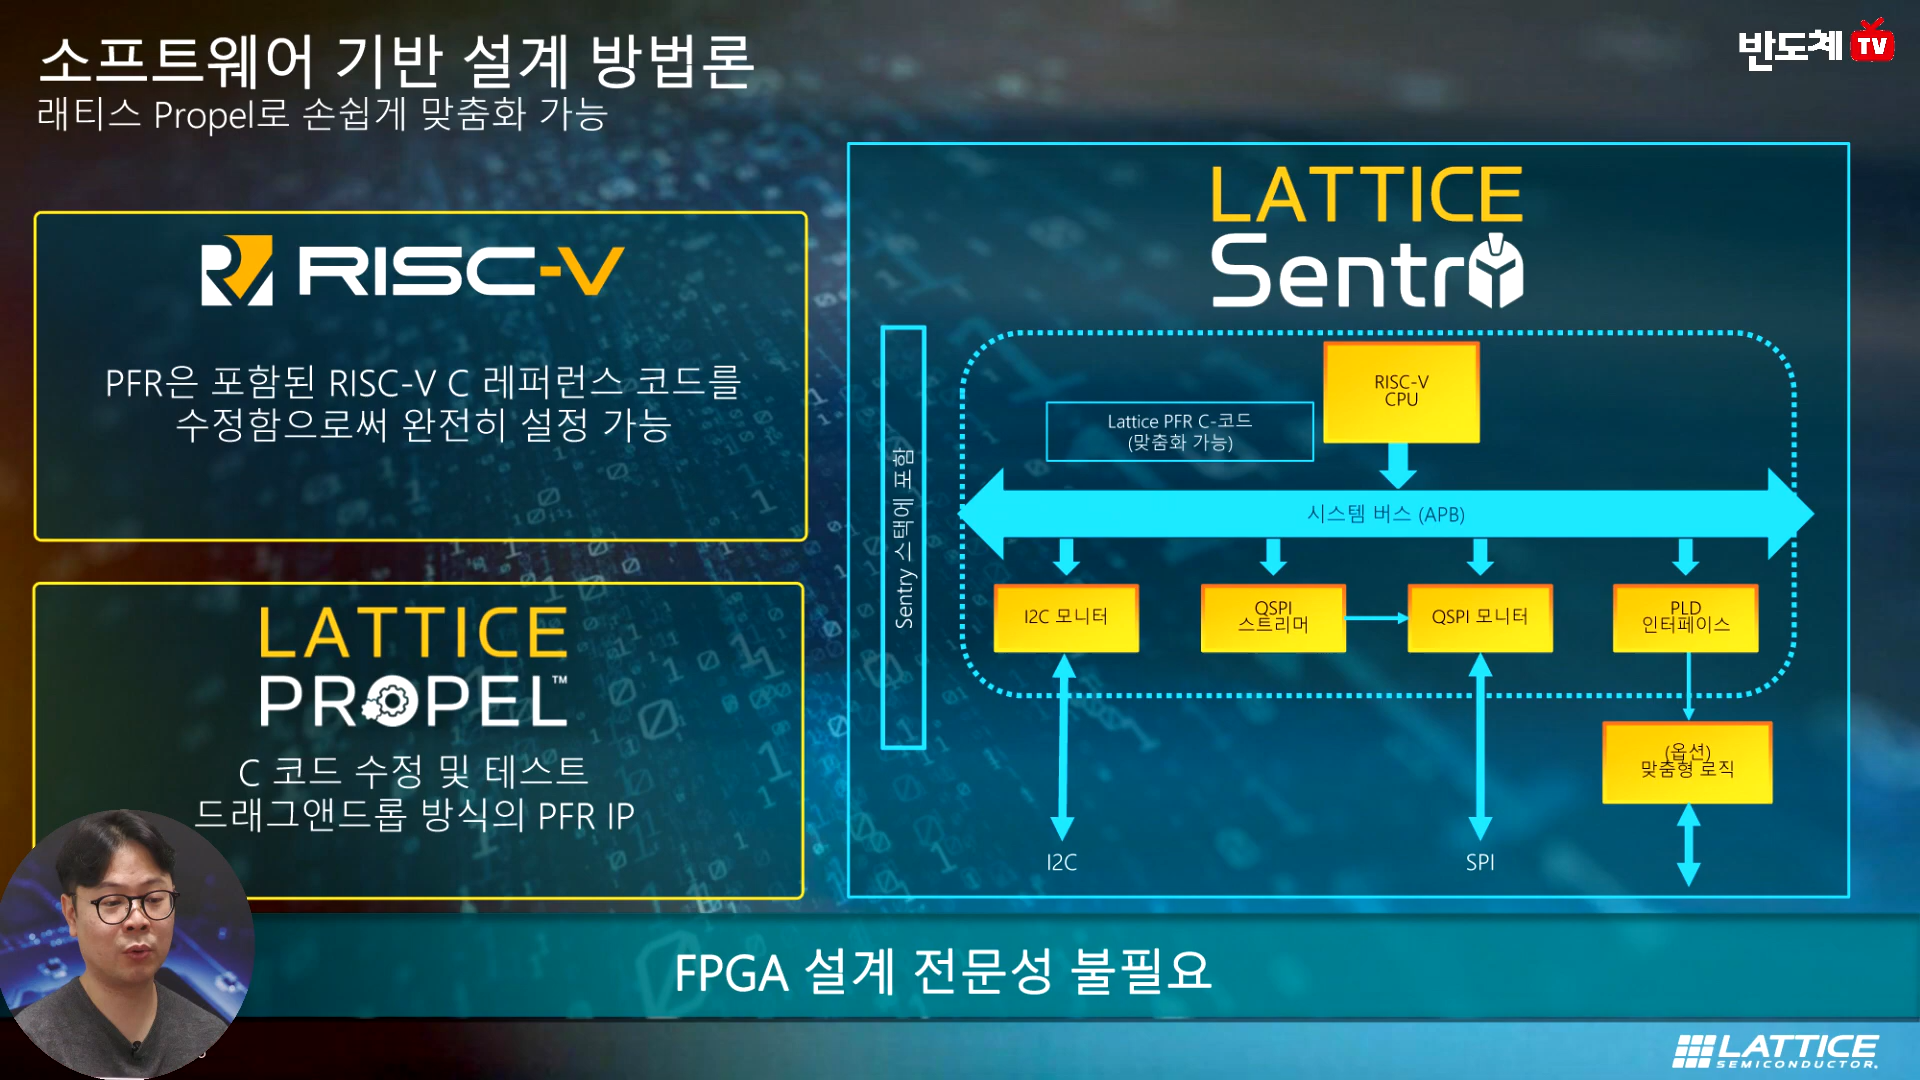 소프트웨어 기반 설계 방법론
래티스 Propel로 손쉽게 맞춤화 가능
반도체 TV
RISC-V
PFR은 포함된 RISC-V C 레퍼런스 코드를
수정함으로써 완전히 설정 가능
LATTICE
PROPEL™
C 코드 수정 및 테스트
드래그앤드롭 방식의 PFR IP
LATTICE
Sentry
Sentry 스택에 포함
RISC-V
CPU
Lattice PFR C-코드
(맞춤화 가능)
시스템 버스 (APB)
I2C 모니터
QSPI
스트리머
QSPI 모니터
PLD
인터페이스
(옵션)
맞춤형 로직
I2C
SPI
FPGA 설계 전문성 불필요
LATTICE
SEMICONDUCTOR.